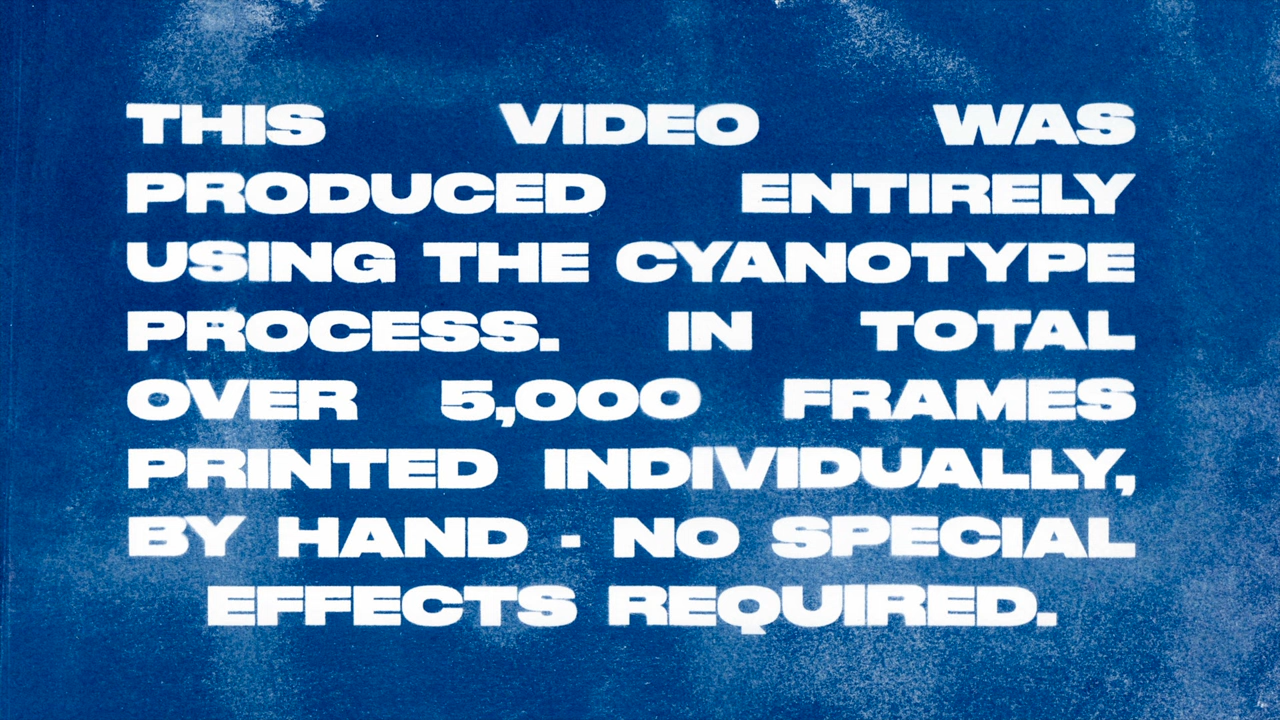 THIS VIDEO WAS
PRODUCED ENTIRELY
USING THE CYANOTYPE
PROCESS. IN TOTAL
OVER 5,000 FRAMES
PRINTED INDIVIDUALLY,
BY HAND - NO SPECIAL
EFFECTS REQUIRED.